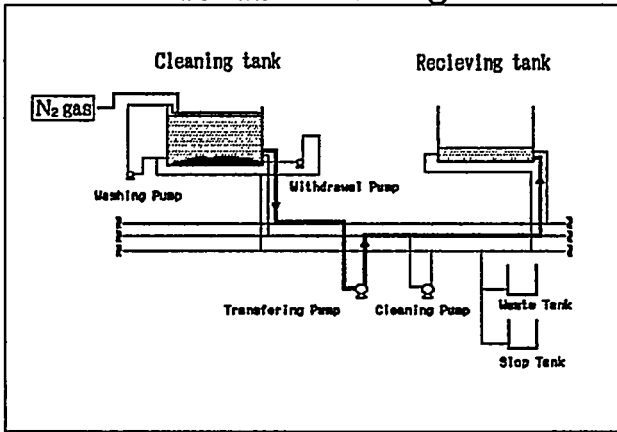 Cleaning tank
Recieving tank
N₂ gas
Washing Pump
Withdrawal Pump
Transfering Pump
Cleaning Pump
Waste Tank
Slop Tank